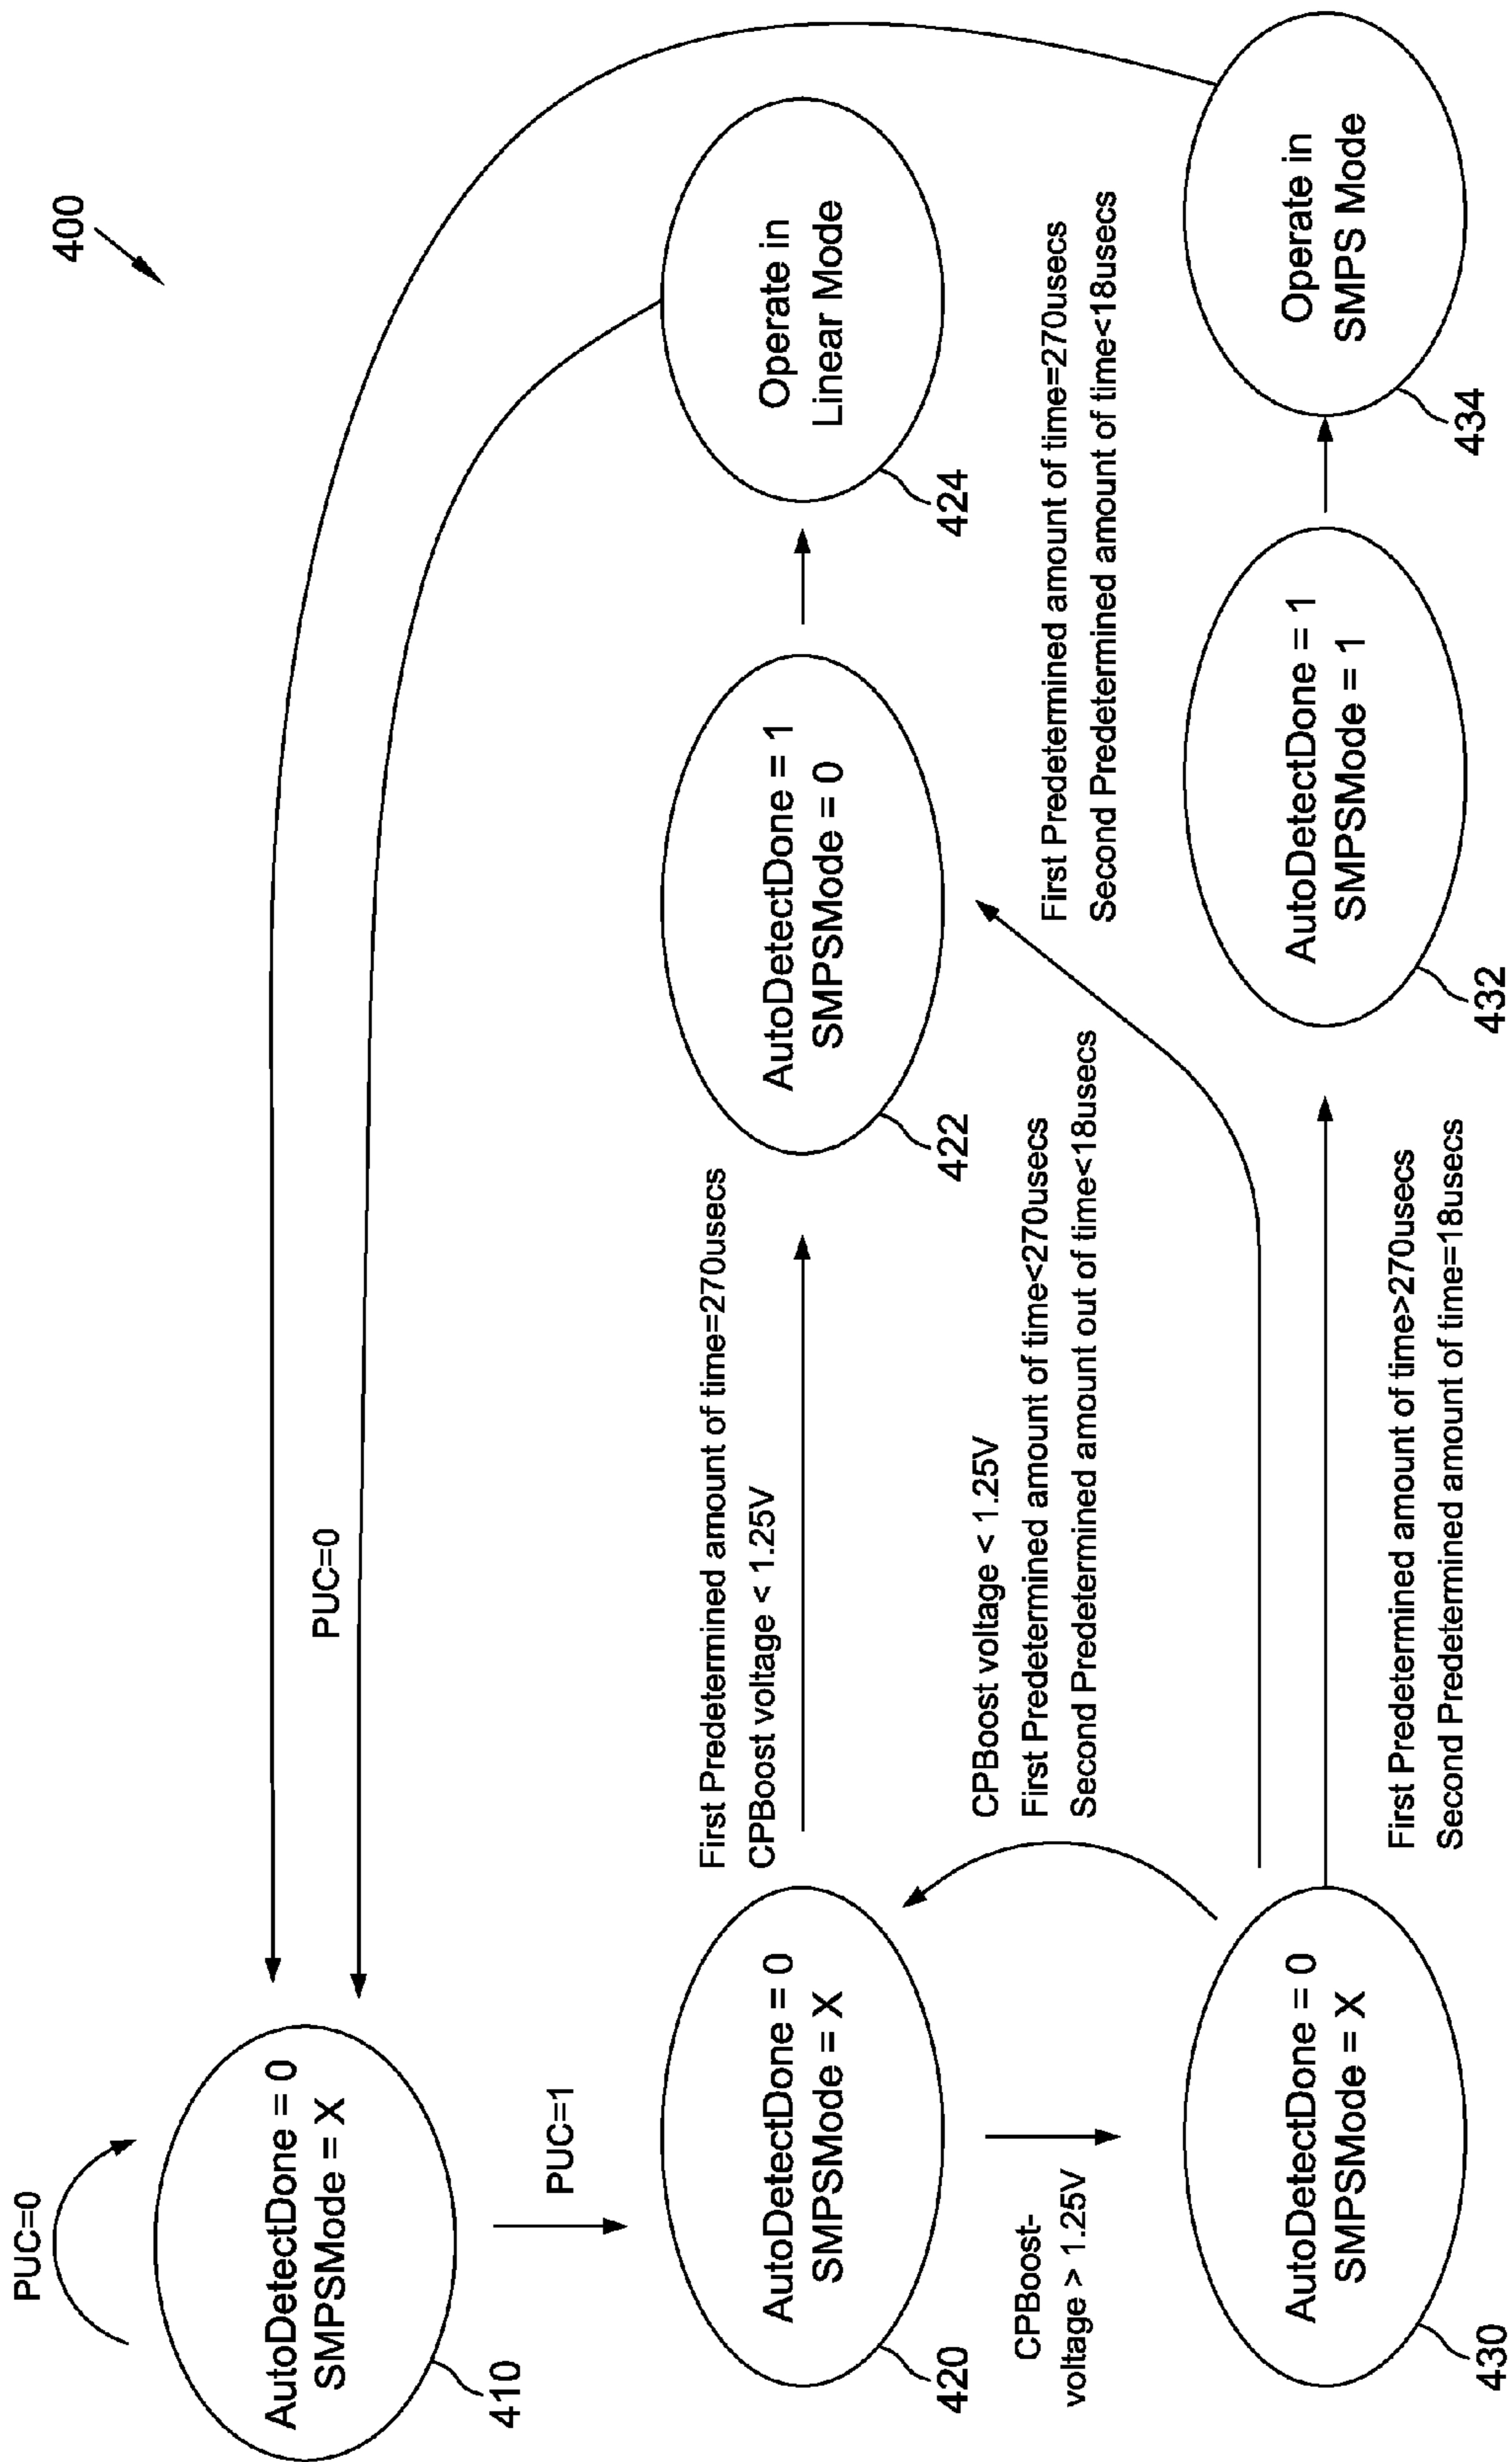 400
PUC=0
AutoDetectDone = 0
SMPSMode = X
410
PUC=0
PUC=1
AutoDetectDone = 0
SMPSMode = X
420
First Predetermined amount of time=270usecs
CPBoost voltage < 1.25V
AutoDetectDone = 1
SMPSMode = 0
422
Operate in
Linear Mode
424
CPBoost-
voltage > 1.25V
CPBoost voltage < 1.25V
First Predetermined amount of time<270usecs
Second Predetermined amount out of time<18usecs
First Predetermined amount of time=270usecs
Second Predetermined amount of time<18usecs
AutoDetectDone = 0
SMPSMode = X
430
First Predetermined amount of time>270usecs
Second Predetermined amount of time=18usecs
AutoDetectDone = 1
SMPSMode = 1
432
Operate in
SMPS Mode
434